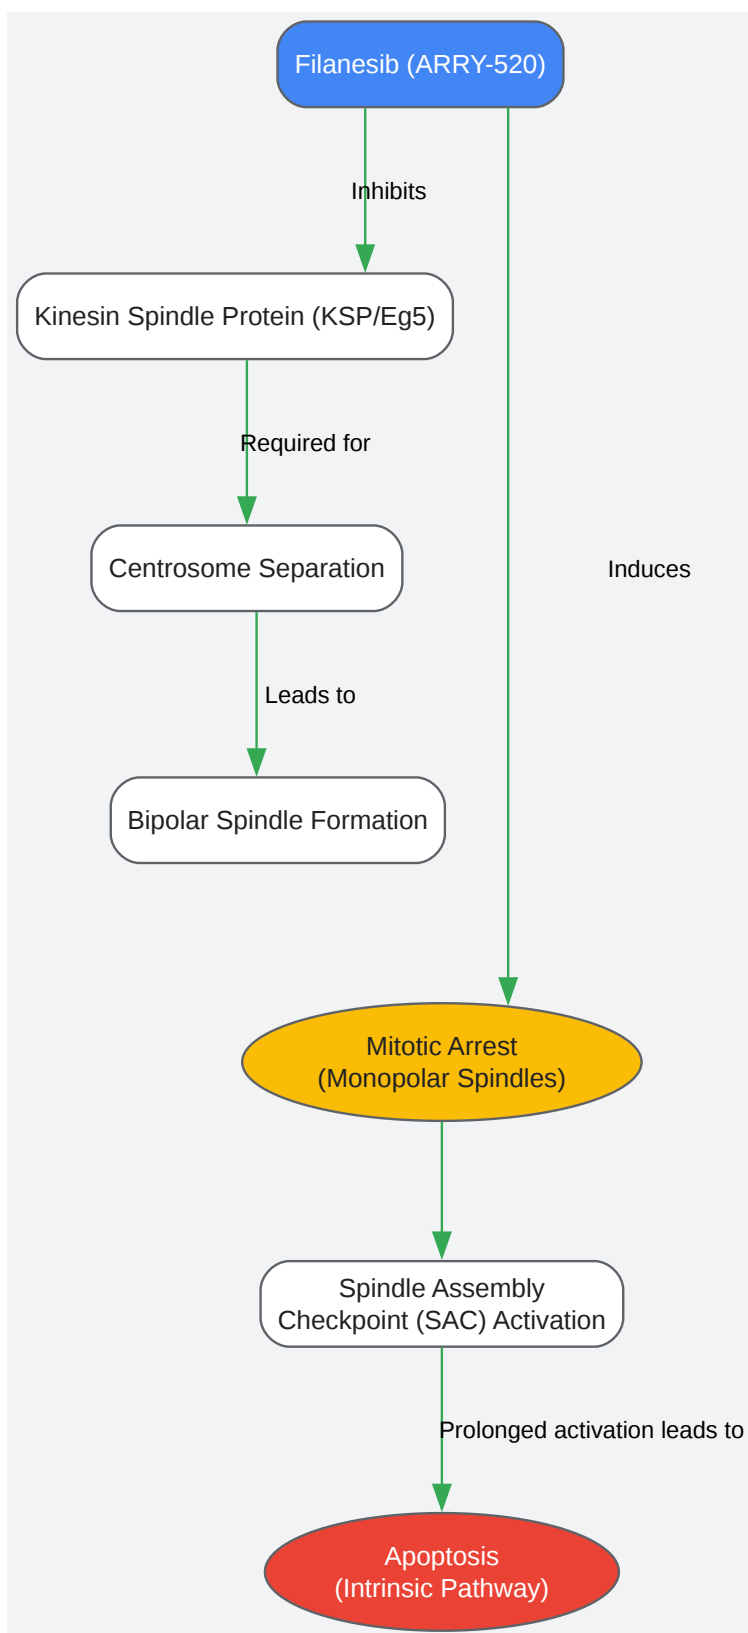 Filanesib (ARRY-520)
Inhibits
Kinesin Spindle Protein (KSP/Eg5)
Required for
Centrosome Separation
Induces
Leads to
Bipolar Spindle Formation
Mitotic Arrest
(Monopolar Spindles)
Spindle Assembly
Checkpoint (SAC) Activation
Prolonged activation leads to
Apoptosis
(Intrinsic Pathway)